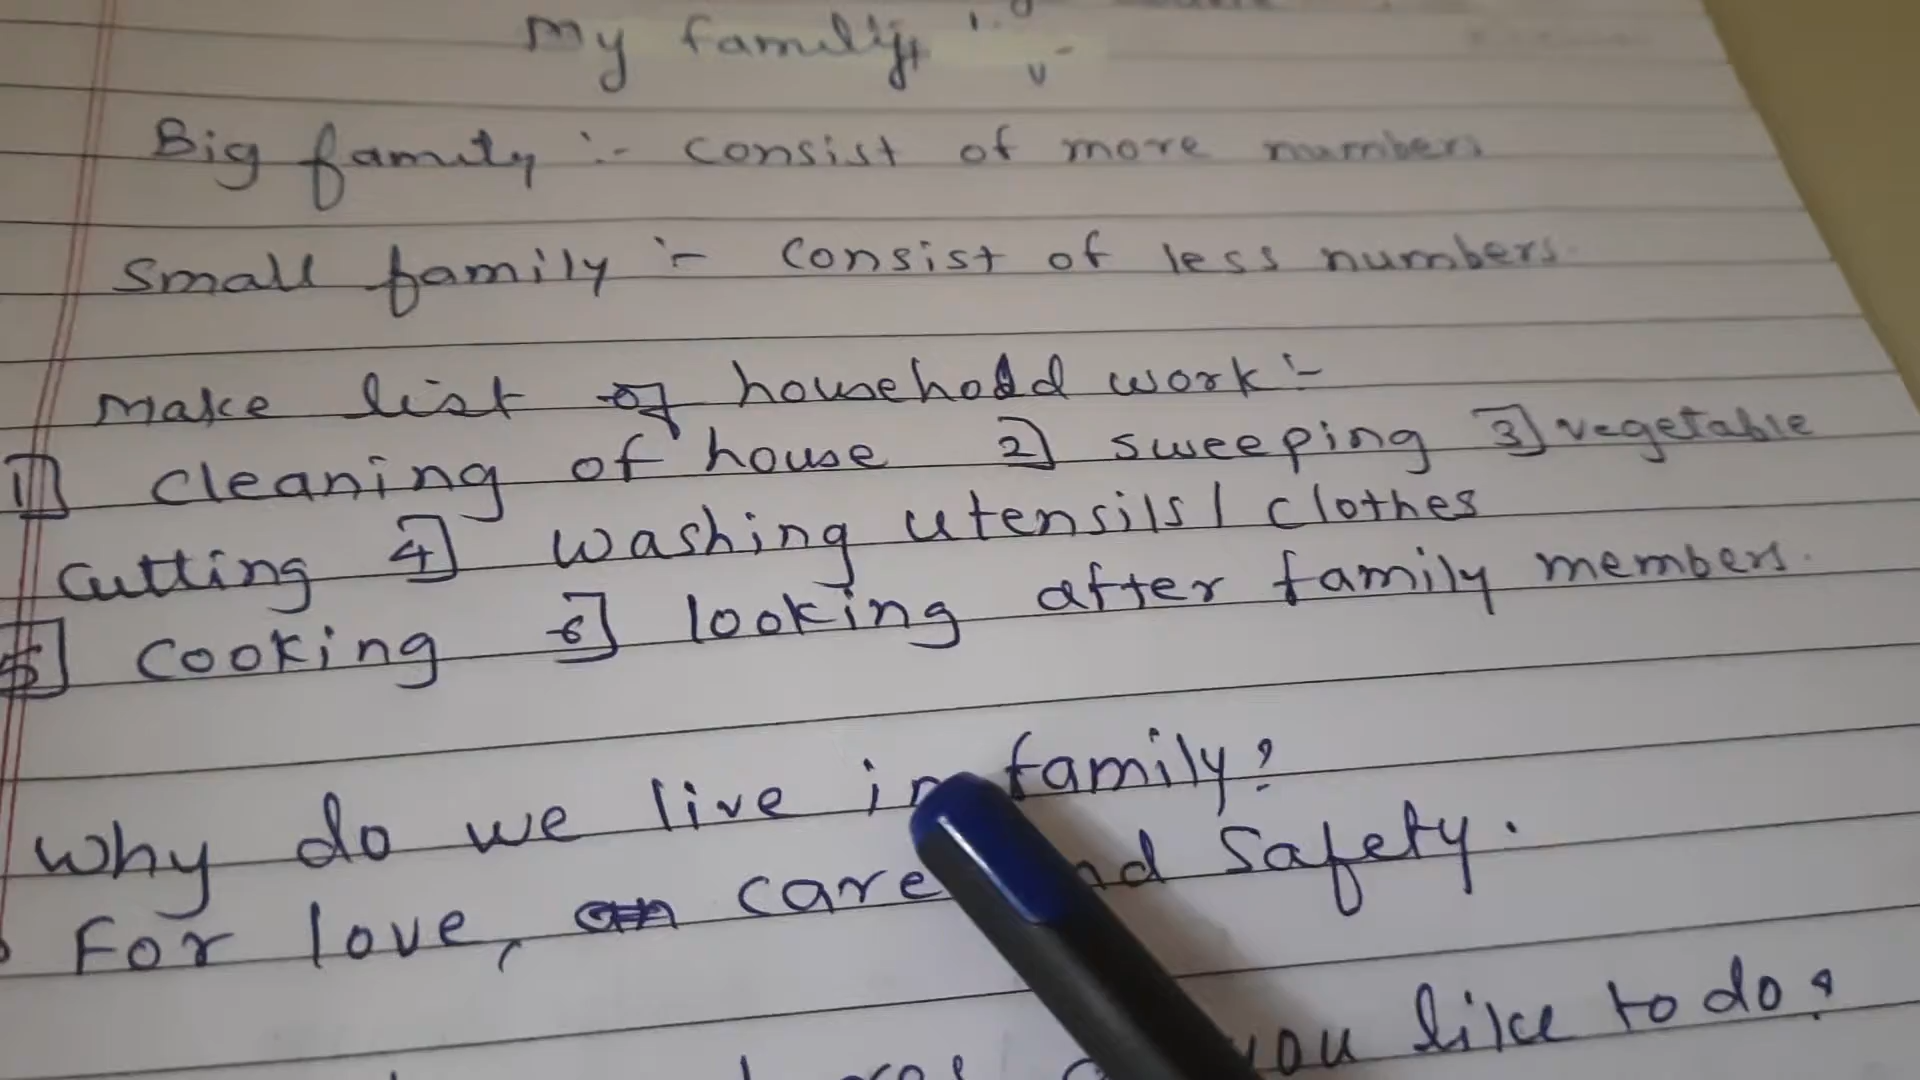 My family
Big family :- consist of more numbers
Small family :- consist of less numbers.
Make list of household work :-
1] cleaning of house 2] sweeping 3] vegetable
cutting 4] washing utensils / clothes
5] cooking 6] looking after family members.
Why do we live in family?
For love, care and Safety.
you like to do?